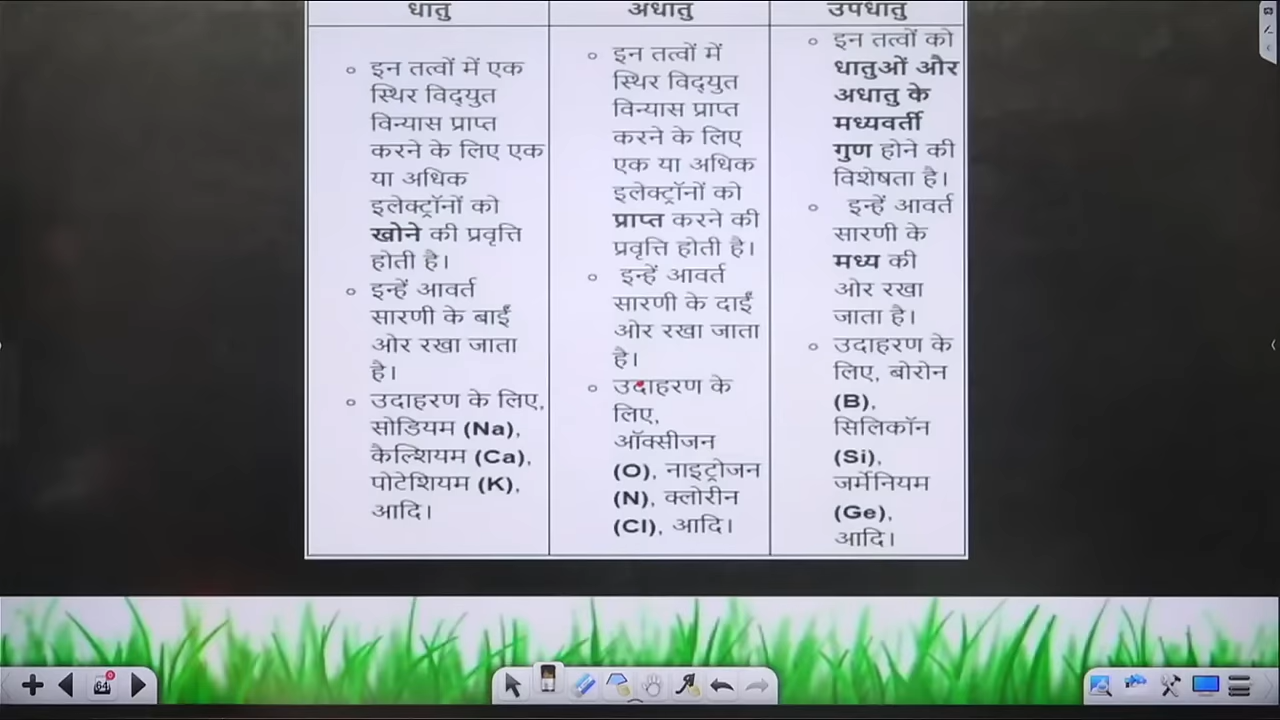 धातु
अधातु
उपधातु
इन तत्वों में एक
स्थिर विद्युत
विन्यास प्राप्त
करने के लिए एक
या अधिक
इलेक्ट्रॉनों को
खोने की प्रवृत्ति
होती है।
इन्हें आवर्त
सारणी के बाईं
ओर रखा जाता
है।
उदाहरण के लिए,
सोडियम (Na),
कैल्शियम (Ca),
पोटेशियम (K),
आदि।
इन तत्वों में
स्थिर विद्युत
विन्यास प्राप्त
करने के लिए
एक या अधिक
इलेक्ट्रॉनों को
प्राप्त करने की
प्रवृत्ति होती है।
इन्हें आवर्त
सारणी के दाईं
ओर रखा जाता
है।
उदाहरण के
लिए,
ऑक्सीजन
(O), नाइट्रोजन
(N), क्लोरीन
(Cl), आदि।
इन तत्वों को
धातुओं और
अधातु के
मध्यवर्ती
गुण होने की
विशेषता है।
इन्हें आवर्त
सारणी के
मध्य की
ओर रखा
जाता है।
उदाहरण के
लिए, बोरोन
(B),
सिलिकॉन
(Si),
जर्मेनियम
(Ge),
आदि।
64